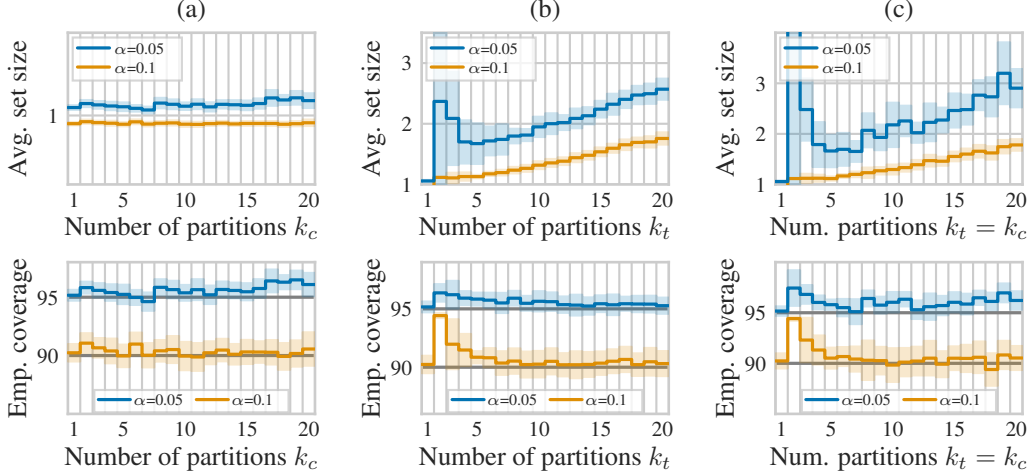 (a)
(b)
(c)
Avg. set size
1
α=0.05
α=0.1
1 5 10 15 20
Number of partitions k_c
Avg. set size
3
2
1
α=0.05
α=0.1
1 5 10 15 20
Number of partitions k_t
Avg. set size
3
2
1
α=0.05
α=0.1
1 5 10 15 20
Num. partitions k_t = k_c
Emp. coverage
95
90
α=0.05 α=0.1
1 5 10 15 20
Number of partitions k_c
Emp. coverage
95
90
α=0.05 α=0.1
1 5 10 15 20
Number of partitions k_t
Emp. coverage
95
90
α=0.05 α=0.1
1 5 10 15 20
Num. partitions k_t = k_c